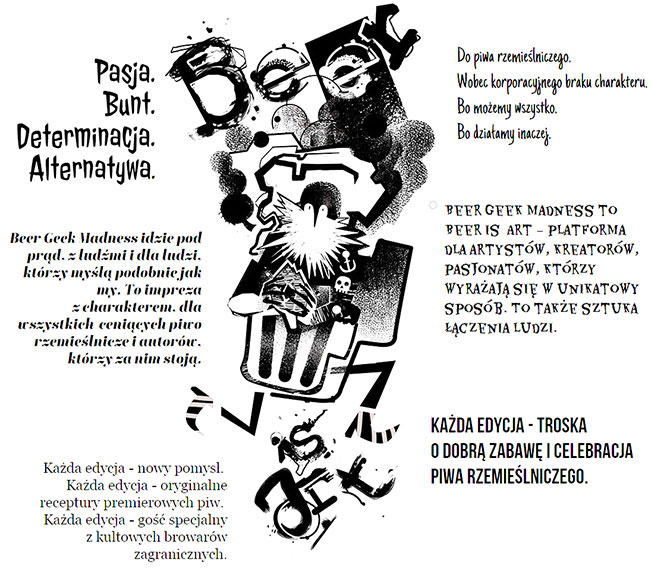 Beer
Pasja.
Bunt.
Determinacja.
Alternatywa.
Do piwa rzemieślniczego.
Wobec korporacyjnego braku charakteru.
Bo możemy wszystko.
Bo działamy inaczej.
Beer Geek Madness idzie pod
prąd, z ludźmi i dla ludzi,
którzy myślą podobnie jak
my. To impreza
z charakterem, dla
wszystkich ceniących piwo
rzemieślnicze i autorów,
którzy za nim stoją.
BEER GEEK MADNESS TO
BEER IS ART – PLATFORMA
DLA ARTYSTÓW, KREATORÓW,
PASJONATÓW, KTÓRZY
WYRAŻAJĄ SIĘ W UNIKATOWY
SPOSÓB. TO TAKŻE SZTUKA
ŁĄCZENIA LUDZI.
Każda edycja - nowy pomysł.
Każda edycja - oryginalne
receptury premierowych piw.
Każda edycja - gość specjalny
z kultowych browarów
zagranicznych.
KAŻDA EDYCJA - TROSKA
O DOBRĄ ZABAWĘ I CELEBRACJA
PIWA RZEMIEŚLNICZEGO.
is
Art